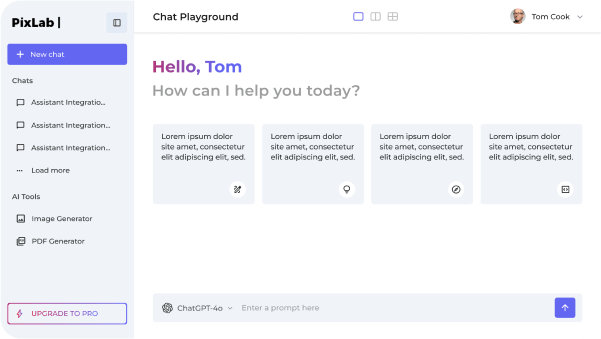 PixLab |
Chat Playground
Tom Cook
New chat
Chats
Assistant Integratio...
Assistant Integration...
Assistant Integration...
Load more
AI Tools
Image Generator
PDF Generator
UPGRADE TO PRO
Hello, Tom
How can I help you today?
Lorem ipsum dolor
site amet, consectetur
elit adipiscing elit, sed.
Lorem ipsum dolor
site amet, consectetur
elit adipiscing elit, sed.
Lorem ipsum dolor
site amet, consectetur
elit adipiscing elit, sed.
Lorem ipsum dolor
site amet, consectetur
elit adipiscing elit, sed.
ChatGPT-4o
Enter a prompt here